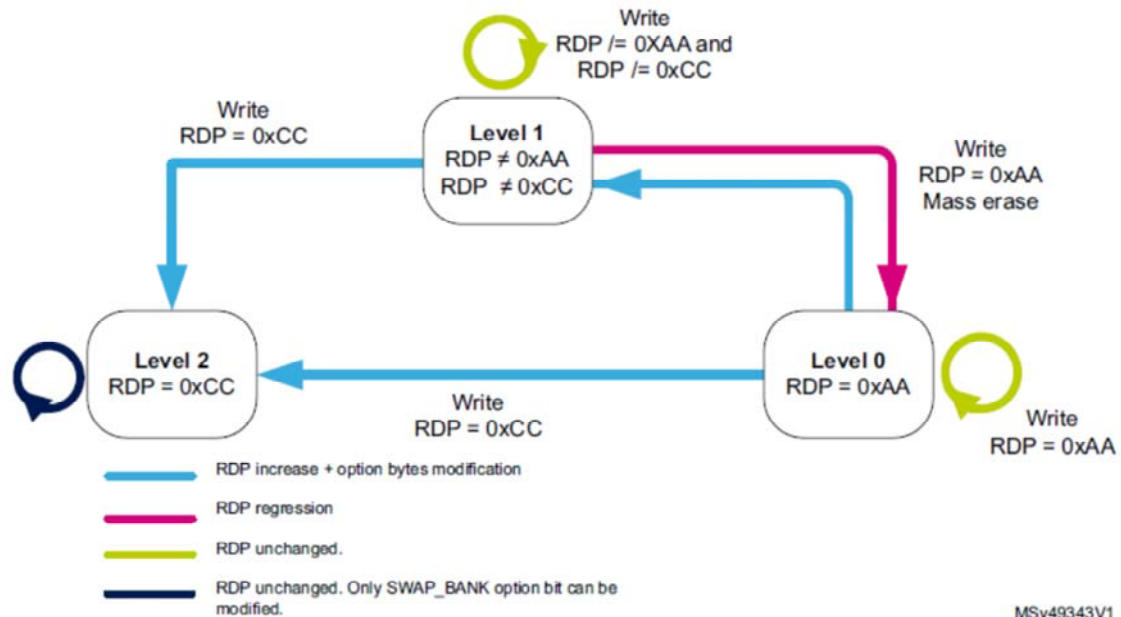 Write
RDP /= 0XAA and
RDP /= 0xCC
Write
RDP = 0xCC
Level 1
RDP ≠ 0xAA
RDP ≠ 0xCC
Write
RDP = 0xAA
Mass erase
Level 2
RDP = 0xCC
Level 0
RDP = 0xAA
Write
RDP = 0xCC
Write
RDP = 0xAA
RDP increase + option bytes modification
RDP regression
RDP unchanged.
RDP unchanged. Only SWAP_BANK option bit can be
modified.
MSv49343V1